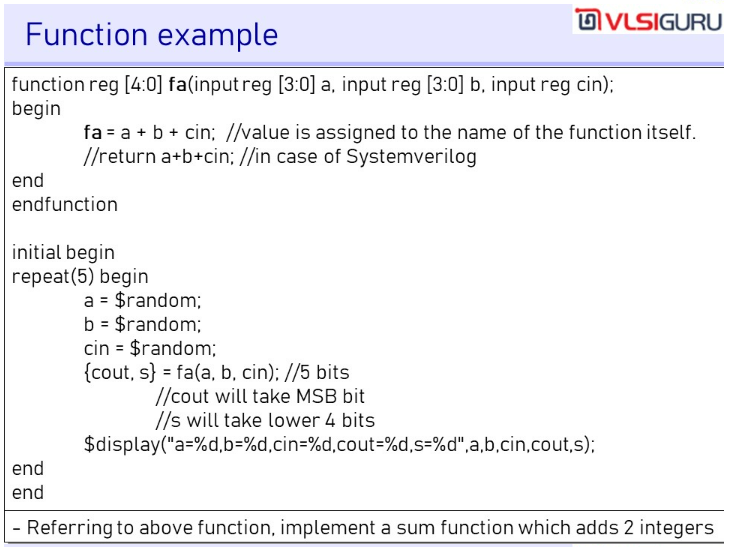 Function example
VLSIGURU
function reg [4:0] fa(input reg [3:0] a, input reg [3:0] b, input reg cin);
begin
fa = a + b + cin; //value is assigned to the name of the function itself.
//return a+b+cin; //in case of Systemverilog
end
endfunction
initial begin
repeat(5) begin
a = $random;
b = $random;
cin = $random;
{cout, s} = fa(a, b, cin); //5 bits
//cout will take MSB bit
//s will take lower 4 bits
$display("a=%d,b=%d,cin=%d,cout=%d,s=%d",a,b,cin,cout,s);
end
end
- Referring to above function, implement a sum function which adds 2 integers